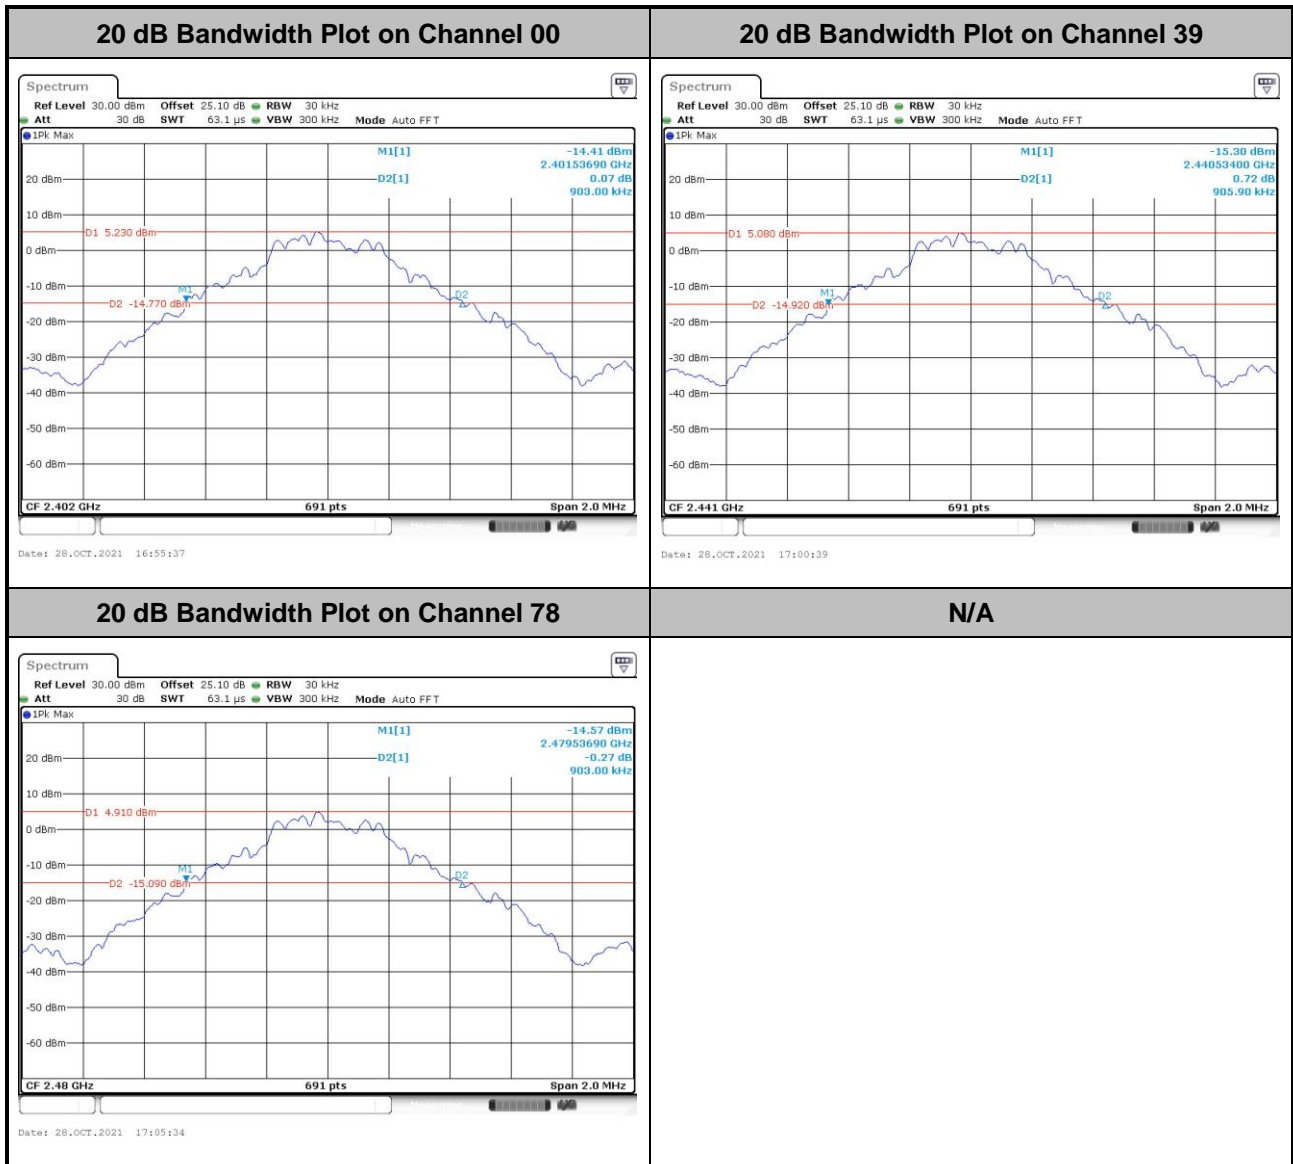 20 dB Bandwidth Plot on Channel 00
20 dB Bandwidth Plot on Channel 39
Spectrum
Ref Level 30.00 dBm Offset 25.10 dB RBW 30 kHz
Att 30 dB SWT 63.1 µs VBW 300 kHz Mode Auto FFT
1Pk Max
M1[1] -14.41 dBm
2.40153690 GHz
20 dBm D2[1] 0.07 dB
903.00 kHz
10 dBm
D1 5.230 dBm
0 dBm
-10 dBm
M1
D2
D2 -14.770 dBm
-20 dBm
-30 dBm
-40 dBm
-50 dBm
-60 dBm
CF 2.402 GHz 691 pts Span 2.0 MHz
Date: 28.OCT.2021 16:55:37
Spectrum
Ref Level 30.00 dBm Offset 25.10 dB RBW 30 kHz
Att 30 dB SWT 63.1 µs VBW 300 kHz Mode Auto FFT
1Pk Max
M1[1] -15.30 dBm
2.44053400 GHz
20 dBm D2[1] 0.72 dB
905.90 kHz
10 dBm
D1 5.080 dBm
0 dBm
-10 dBm
M1
D2
D2 -14.920 dBm
-20 dBm
-30 dBm
-40 dBm
-50 dBm
-60 dBm
CF 2.441 GHz 691 pts Span 2.0 MHz
Date: 28.OCT.2021 17:00:39
20 dB Bandwidth Plot on Channel 78
N/A
Spectrum
Ref Level 30.00 dBm Offset 25.10 dB RBW 30 kHz
Att 30 dB SWT 63.1 µs VBW 300 kHz Mode Auto FFT
1Pk Max
M1[1] -14.57 dBm
2.47953690 GHz
20 dBm D2[1] -0.27 dB
903.00 kHz
10 dBm
D1 4.910 dBm
0 dBm
-10 dBm
M1
D2
D2 -15.090 dBm
-20 dBm
-30 dBm
-40 dBm
-50 dBm
-60 dBm
CF 2.48 GHz 691 pts Span 2.0 MHz
Date: 28.OCT.2021 17:05:34